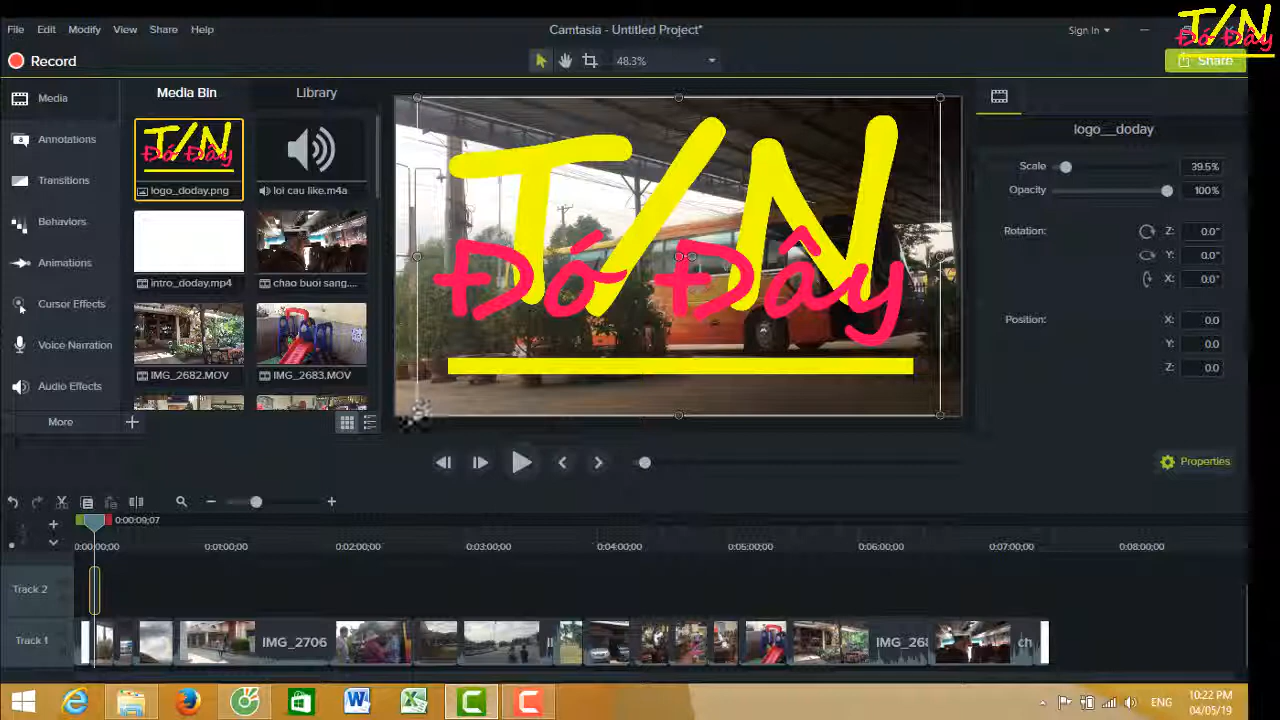 File Edit Modify View Share Help
Camtasia - Untitled Project*
Sign In
T/N
Đó Đây
Record
48.3%
Share
Media
Annotations
Transitions
Behaviors
Animations
Cursor Effects
Voice Narration
Audio Effects
More
Media Bin
Library
T/N
Đó Đây
logo_doday.png
loi cau like.m4a
intro_doday.mp4
chao buoi sang....
IMG_2682.MOV
IMG_2683.MOV
T/N
Đó Đây
logo__doday
Scale 39.5%
Opacity 100%
Rotation: Z: 0.0°
Y: 0.0°
X: 0.0°
Position: X: 0.0
Y: 0.0
Z: 0.0
Properties
0:00:09;07
0:00:00;00 0:01:00;00 0:02:00;00 0:03:00;00 0:04:00;00 0:05:00;00 0:06:00;00 0:07:00;00 0:08:00;00
Track 2
Track 1
IMG_2706
IMG_268
ch
ENG
10:22 PM
04/05/19